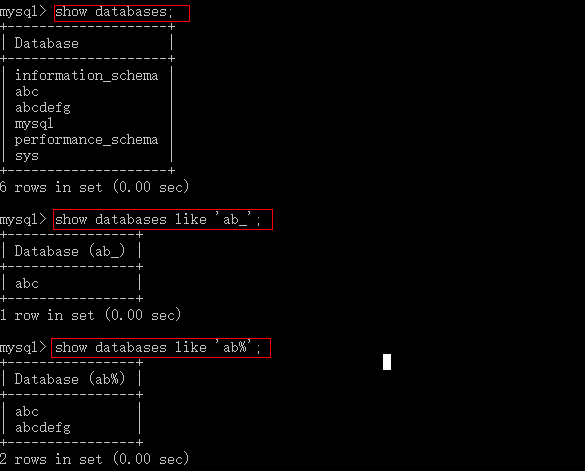 mysql> show databases;
+--------------------+
| Database           |
+--------------------+
| information_schema |
| abc                |
| abcdefg            |
| mysql              |
| performance_schema |
| sys                |
+--------------------+
6 rows in set (0.00 sec)
mysql> show databases like 'ab_';
+----------------+
| Database (ab_) |
+----------------+
| abc            |
+----------------+
1 row in set (0.00 sec)
mysql> show databases like 'ab%';
+----------------+
| Database (ab%) |
+----------------+
| abc            |
| abcdefg        |
+----------------+
2 rows in set (0.00 sec)